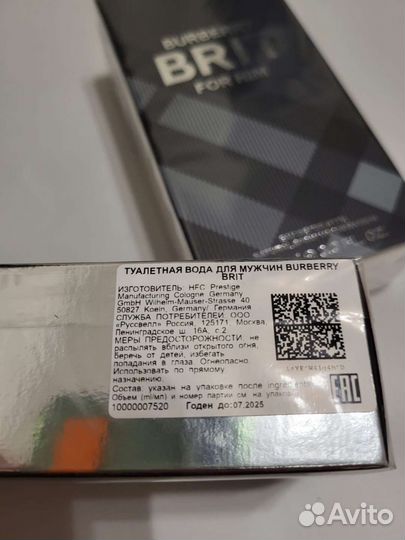 BURBERRY
BRIT
FOR HIM
ТУАЛЕТНАЯ ВОДА ДЛЯ МУЖЧИН BURBERRY
BRIT
ИЗГОТОВИТЕЛЬ: HFC Prestige
Manufacturing Cologne Germany
GmbH Wilhelm-Mauser-Strasse 40
50827 Koeln, Germany/ Германия
СЛУЖБА ПОТРЕБИТЕЛЕЙ: ООО
«Руссвелл» Россия, 125171, Москва,
Ленинградское ш. 16А, с.2.
МЕРЫ ПРЕДОСТОРОЖНОСТИ: не
распылять вблизи открытого огня,
Беречь от детей, избегать
попадания в глаза. Огнеопасно.
Использовать по прямому
назначению.
Состав указан на упаковке после ingredients
Объем (ml/мл) и номер партии см. на упаковке
10000007520 Годен до:07.2025
EAC
Avito